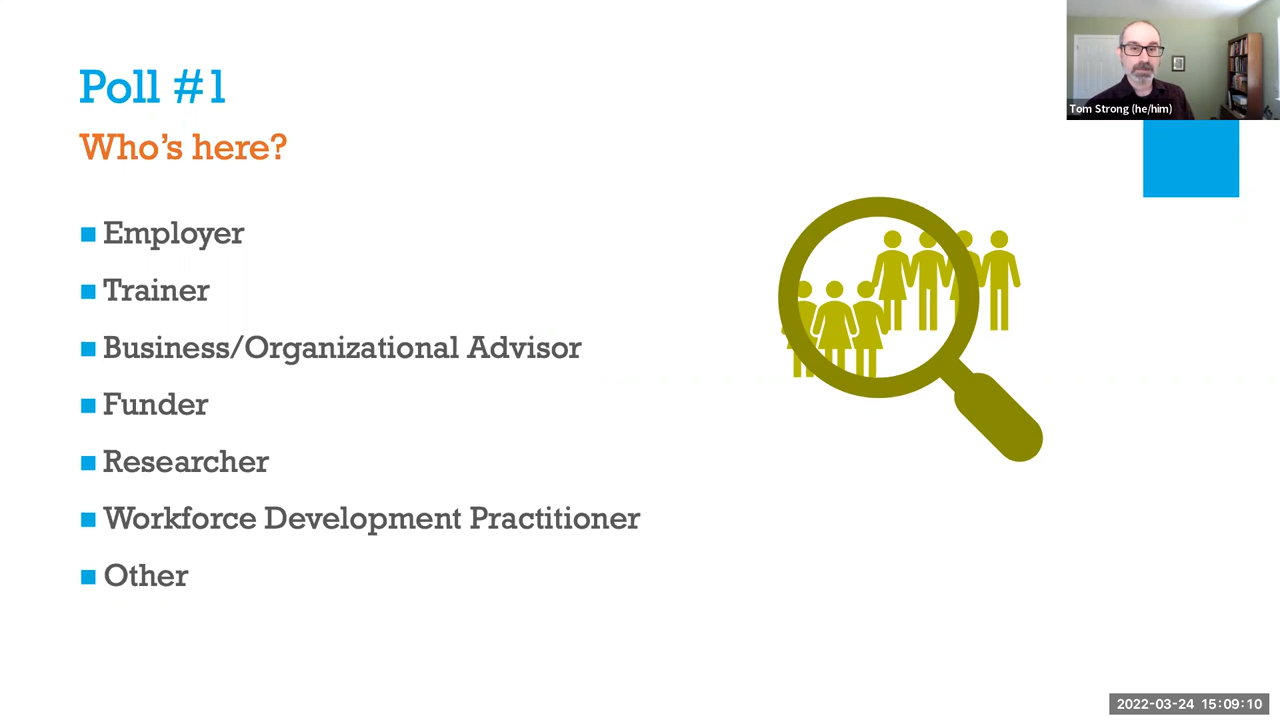 Poll #1
Who's here?
Employer
Trainer
Business/Organizational Advisor
Funder
Researcher
Workforce Development Practitioner
Other
Tom Strong (he/him)
2022-03-24 15:09:10